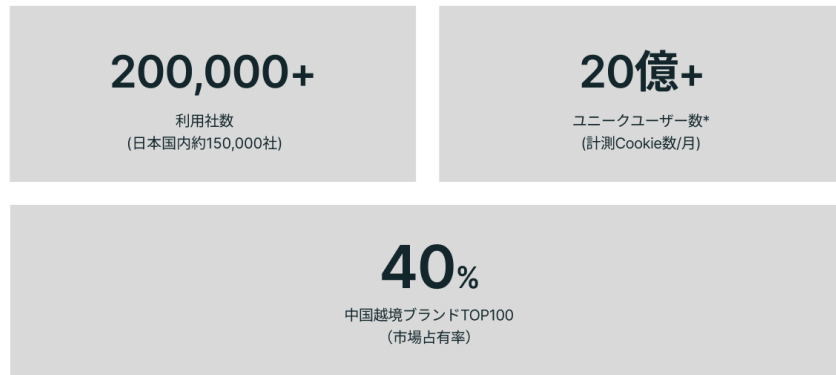 200,000+
利用社数
(日本国内約150,000社)
20億+
ユニークユーザー数*
(計測Cookie数/月)
40%
中国越境ブランドTOP100
（市場占有率）